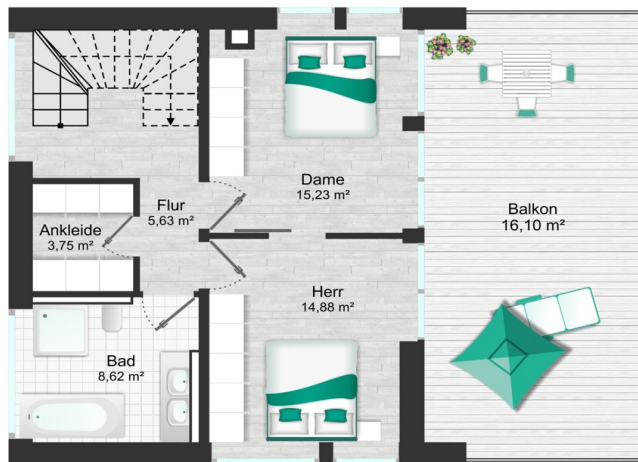 Dame
15,23 m²
Flur
5,63 m²
Ankleide
3,75 m²
Balkon
16,10 m²
Herr
14,88 m²
Bad
8,62 m²